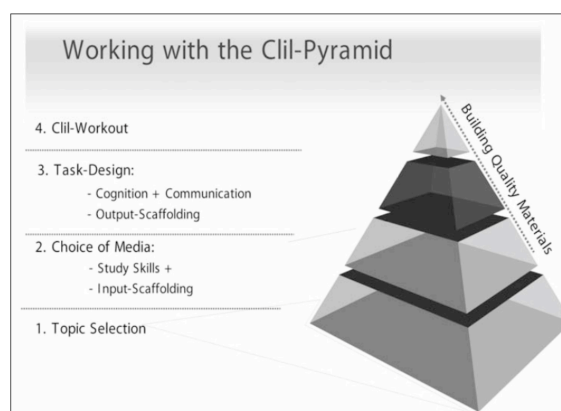 Working with the Clil-Pyramid
4. Clil-Workout
3. Task-Design:
- Cognition + Communication
- Output-Scaffolding
2. Choice of Media:
- Study Skills +
- Input-Scaffolding
1. Topic Selection
Building Quality Materials